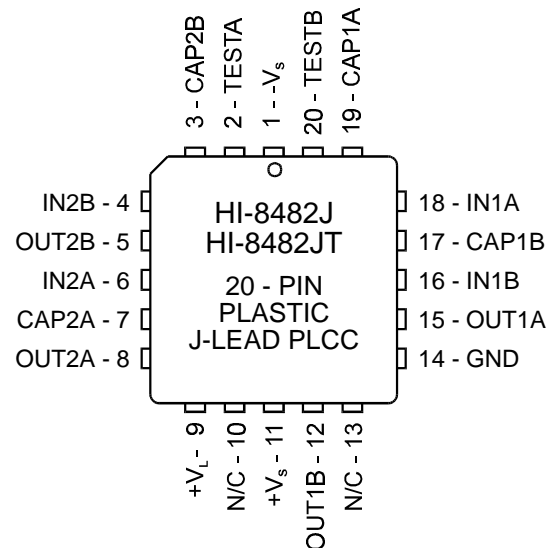 3 - CAP2B
2 - TESTA
1 - -Vs
20 - TESTB
19 - CAP1A
IN2B - 4
OUT2B - 5
IN2A - 6
CAP2A - 7
OUT2A - 8
HI-8482J
HI-8482JT
20 - PIN
PLASTIC
J-LEAD PLCC
18 - IN1A
17 - CAP1B
16 - IN1B
15 - OUT1A
14 - GND
+VL - 9
N/C - 10
+Vs - 11
OUT1B - 12
N/C - 13